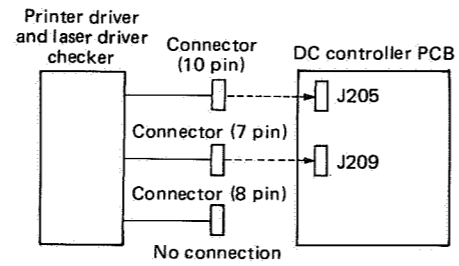 Printer driver
and laser driver
checker
Connector
(10 pin)
DC controller PCB
J205
Connector (7 pin)
J209
Connector (8 pin)
No connection